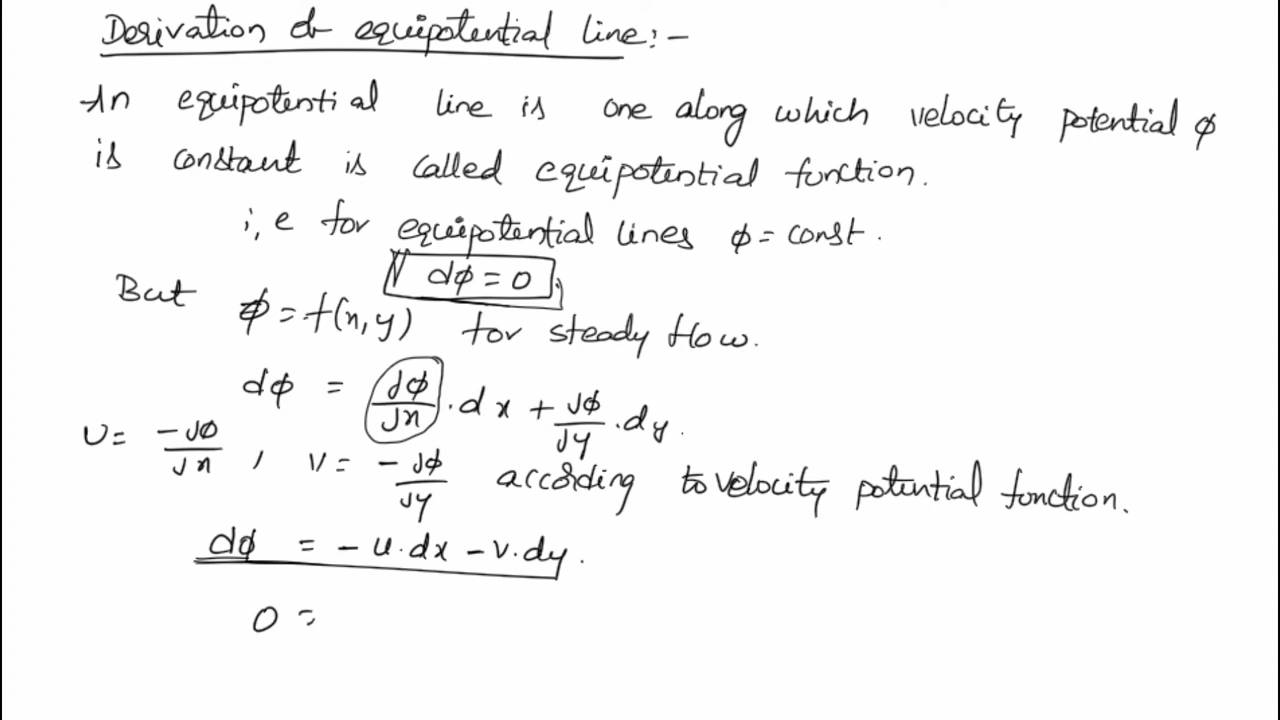 Derivation of equipotential line:-
An equipotential line is one along which velocity potential ϕ
is constant is called equipotential function.
i,e for equipotential lines ϕ = const.
dϕ = 0
But ϕ = f(x,y) for steady flow.
dϕ = ∂ϕ/∂x . dx + ∂ϕ/∂y . dy.
U = -∂ϕ/∂x , V = -∂ϕ/∂y according to velocity potential function.
dϕ = - u.dx - v.dy.
0 =